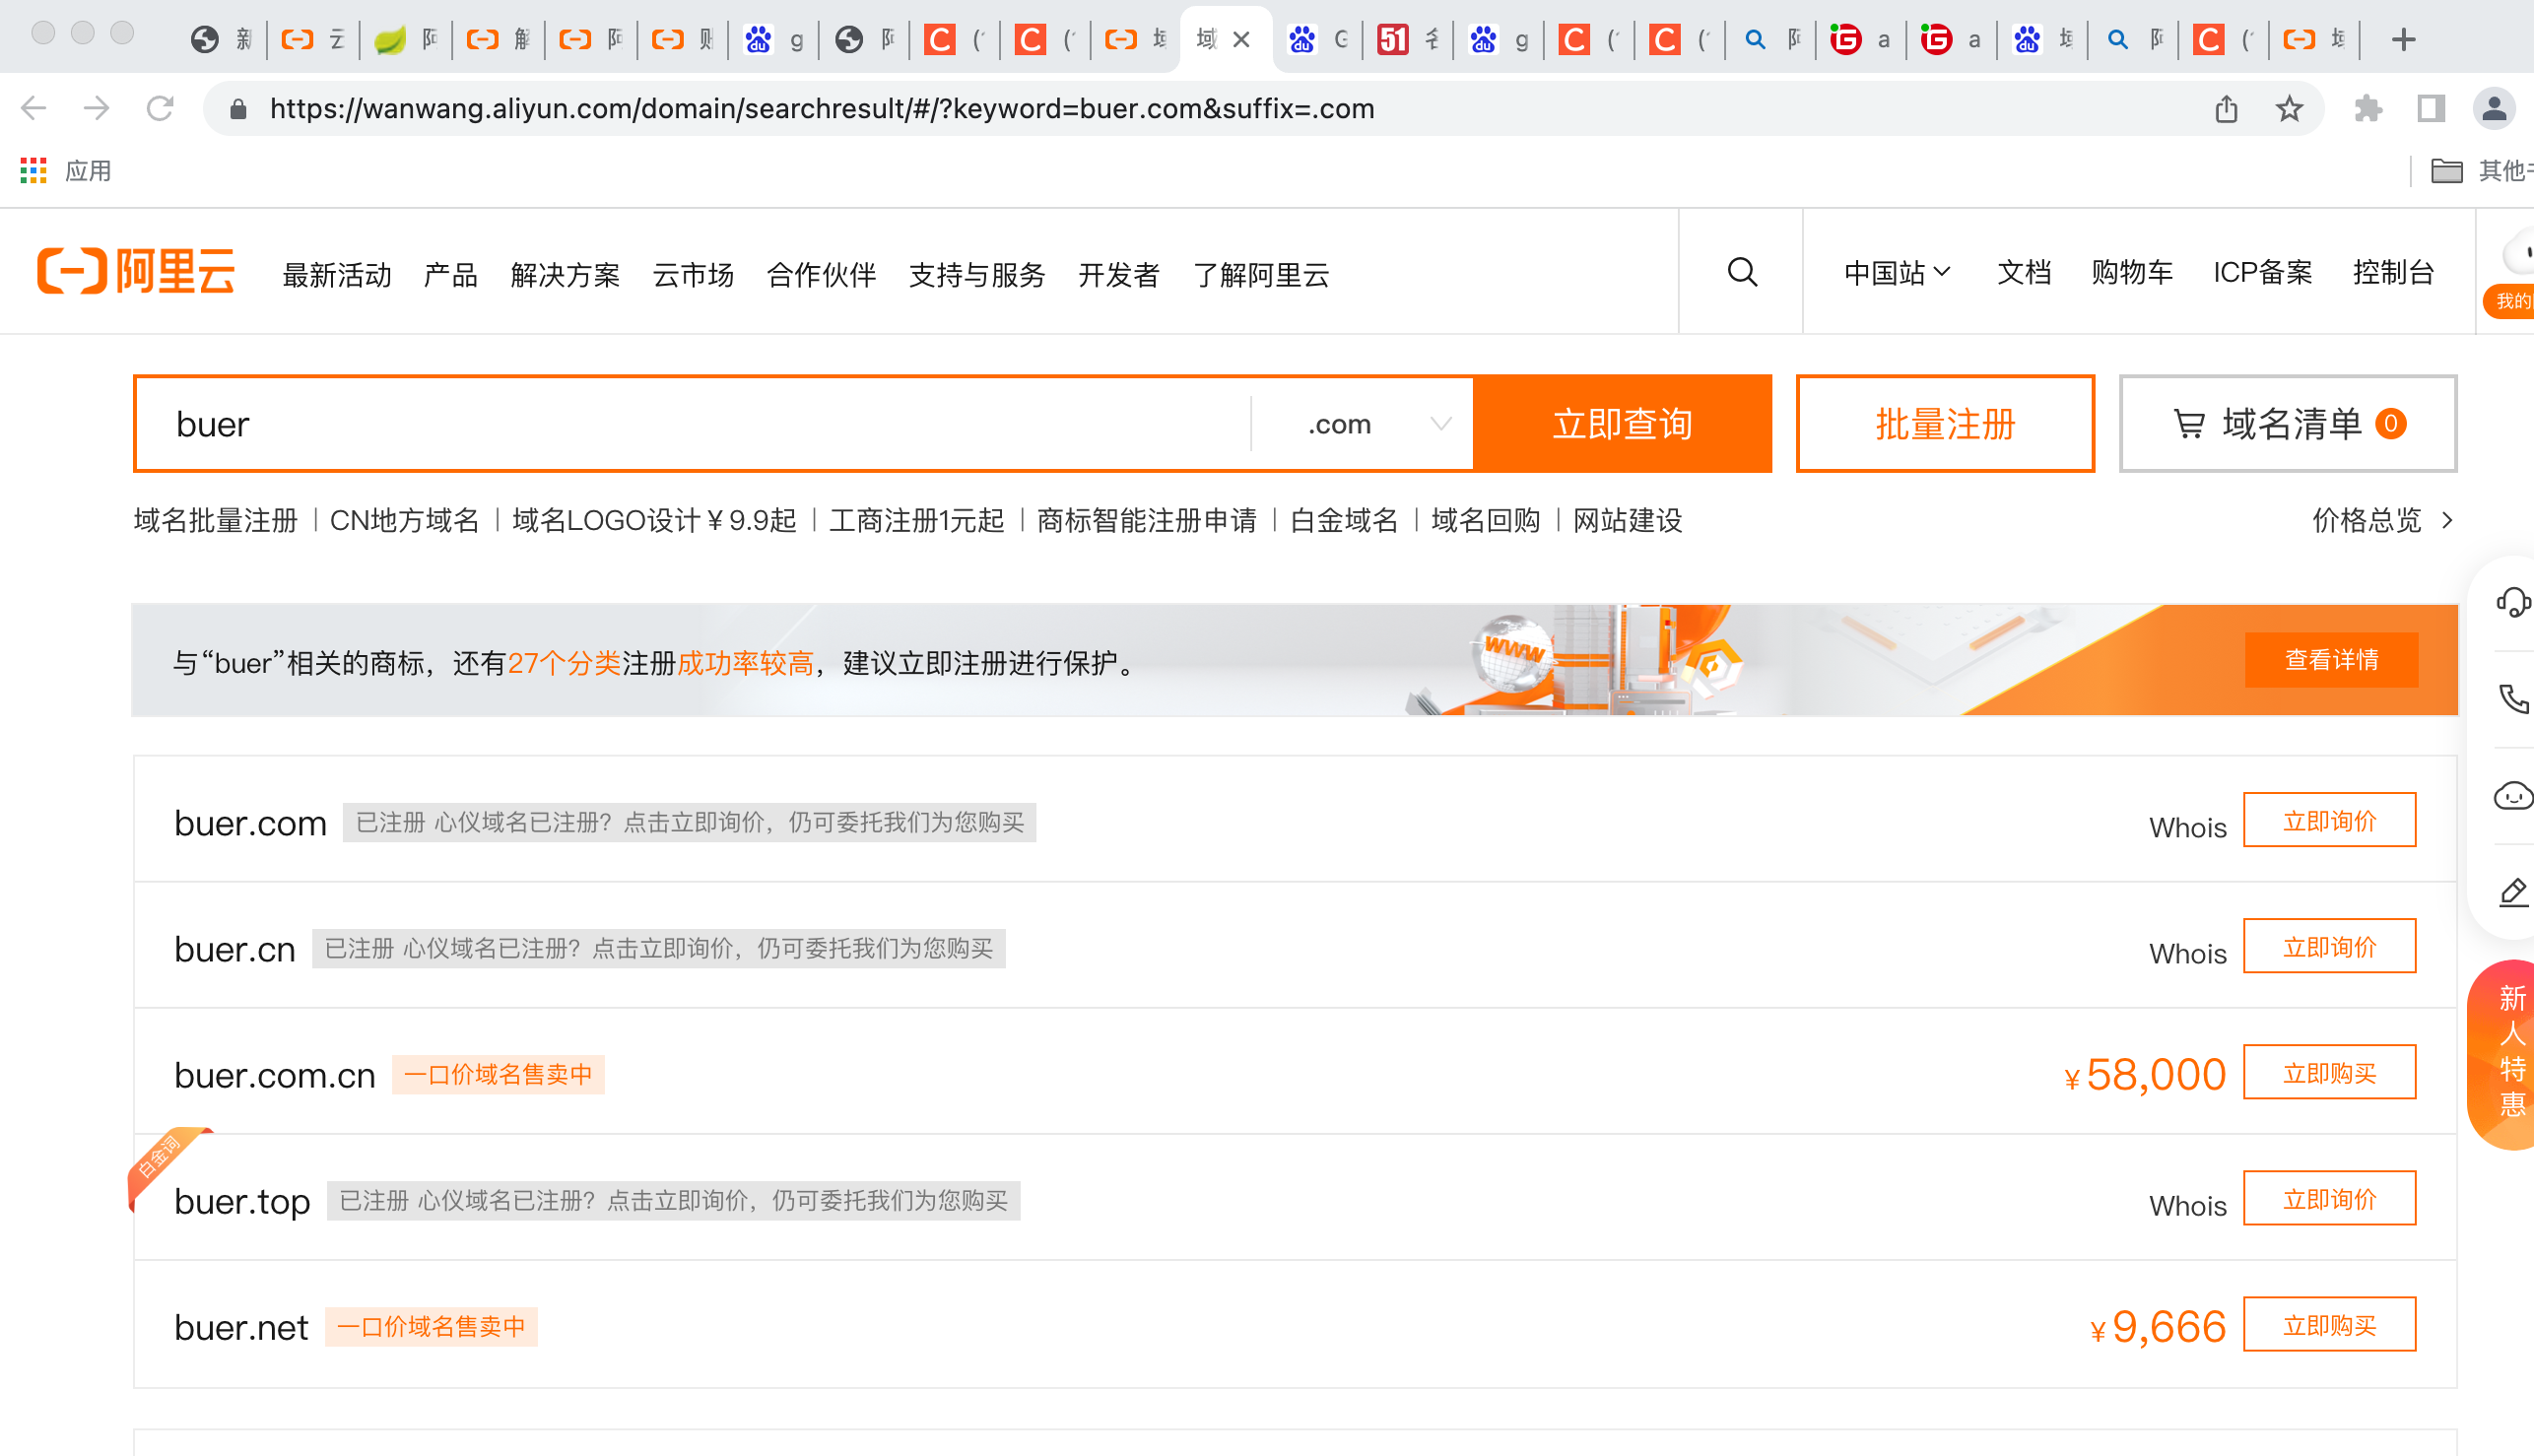 https://wanwang.aliyun.com/domain/searchresult/#/?keyword=buer.com&suffix=.com
应用
阿里云 最新活动 产品 解决方案 云市场 合作伙伴 支持与服务 开发者 了解阿里云 中国站 文档 购物车 ICP备案 控制台
我的
buer .com 立即查询 批量注册 域名清单 0
域名批量注册 | CN地方域名 | 域名LOGO设计￥9.9起 | 工商注册1元起 | 商标智能注册申请 | 白金域名 | 域名回购 | 网站建设 价格总览 >
与“buer”相关的商标，还有27个分类注册成功率较高，建议立即注册进行保护。 查看详情
www
buer.com 已注册 心仪域名已注册？点击立即询价，仍可委托我们为您购买 Whois 立即询价
buer.cn 已注册 心仪域名已注册？点击立即询价，仍可委托我们为您购买 Whois 立即询价
buer.com.cn 一口价域名售卖中 ￥58,000 立即购买
白金词
buer.top 已注册 心仪域名已注册？点击立即询价，仍可委托我们为您购买 Whois 立即询价
buer.net 一口价域名售卖中 ￥9,666 立即购买
新人特惠